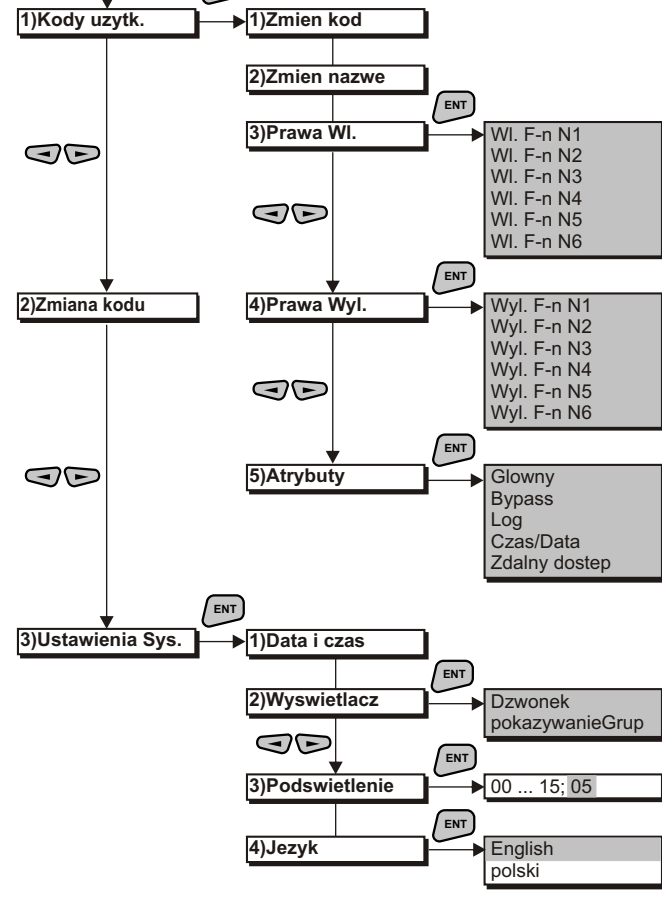 1)Kody uzytk.
1)Zmien kod
2)Zmien nazwe
ENT
3)Prawa Wl.
Wl. F-n N1
Wl. F-n N2
Wl. F-n N3
Wl. F-n N4
Wl. F-n N5
Wl. F-n N6
ENT
2)Zmiana kodu
4)Prawa Wyl.
Wyl. F-n N1
Wyl. F-n N2
Wyl. F-n N3
Wyl. F-n N4
Wyl. F-n N5
Wyl. F-n N6
ENT
5)Atrybuty
Glowny
Bypass
Log
Czas/Data
Zdalny dostep
ENT
3)Ustawienia Sys.
1)Data i czas
ENT
2)Wyswietlacz
Dzwonek
pokazywanieGrup
ENT
3)Podswietlenie
00 ... 15; 05
ENT
4)Jezyk
English
polski